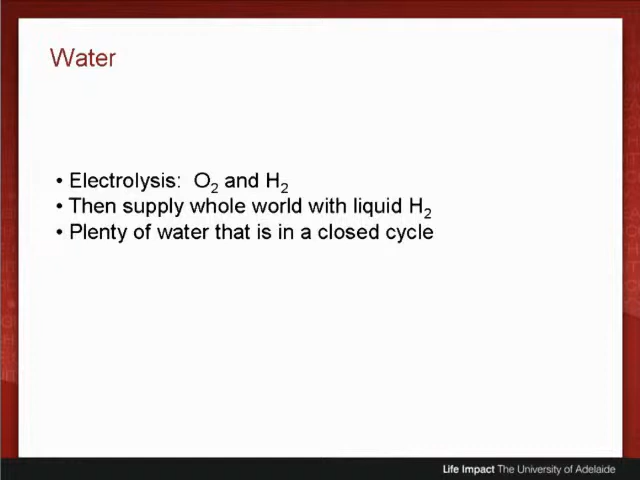 Water
• Electrolysis: O₂ and H₂
• Then supply whole world with liquid H₂
• Plenty of water that is in a closed cycle
Life Impact The University of Adelaide